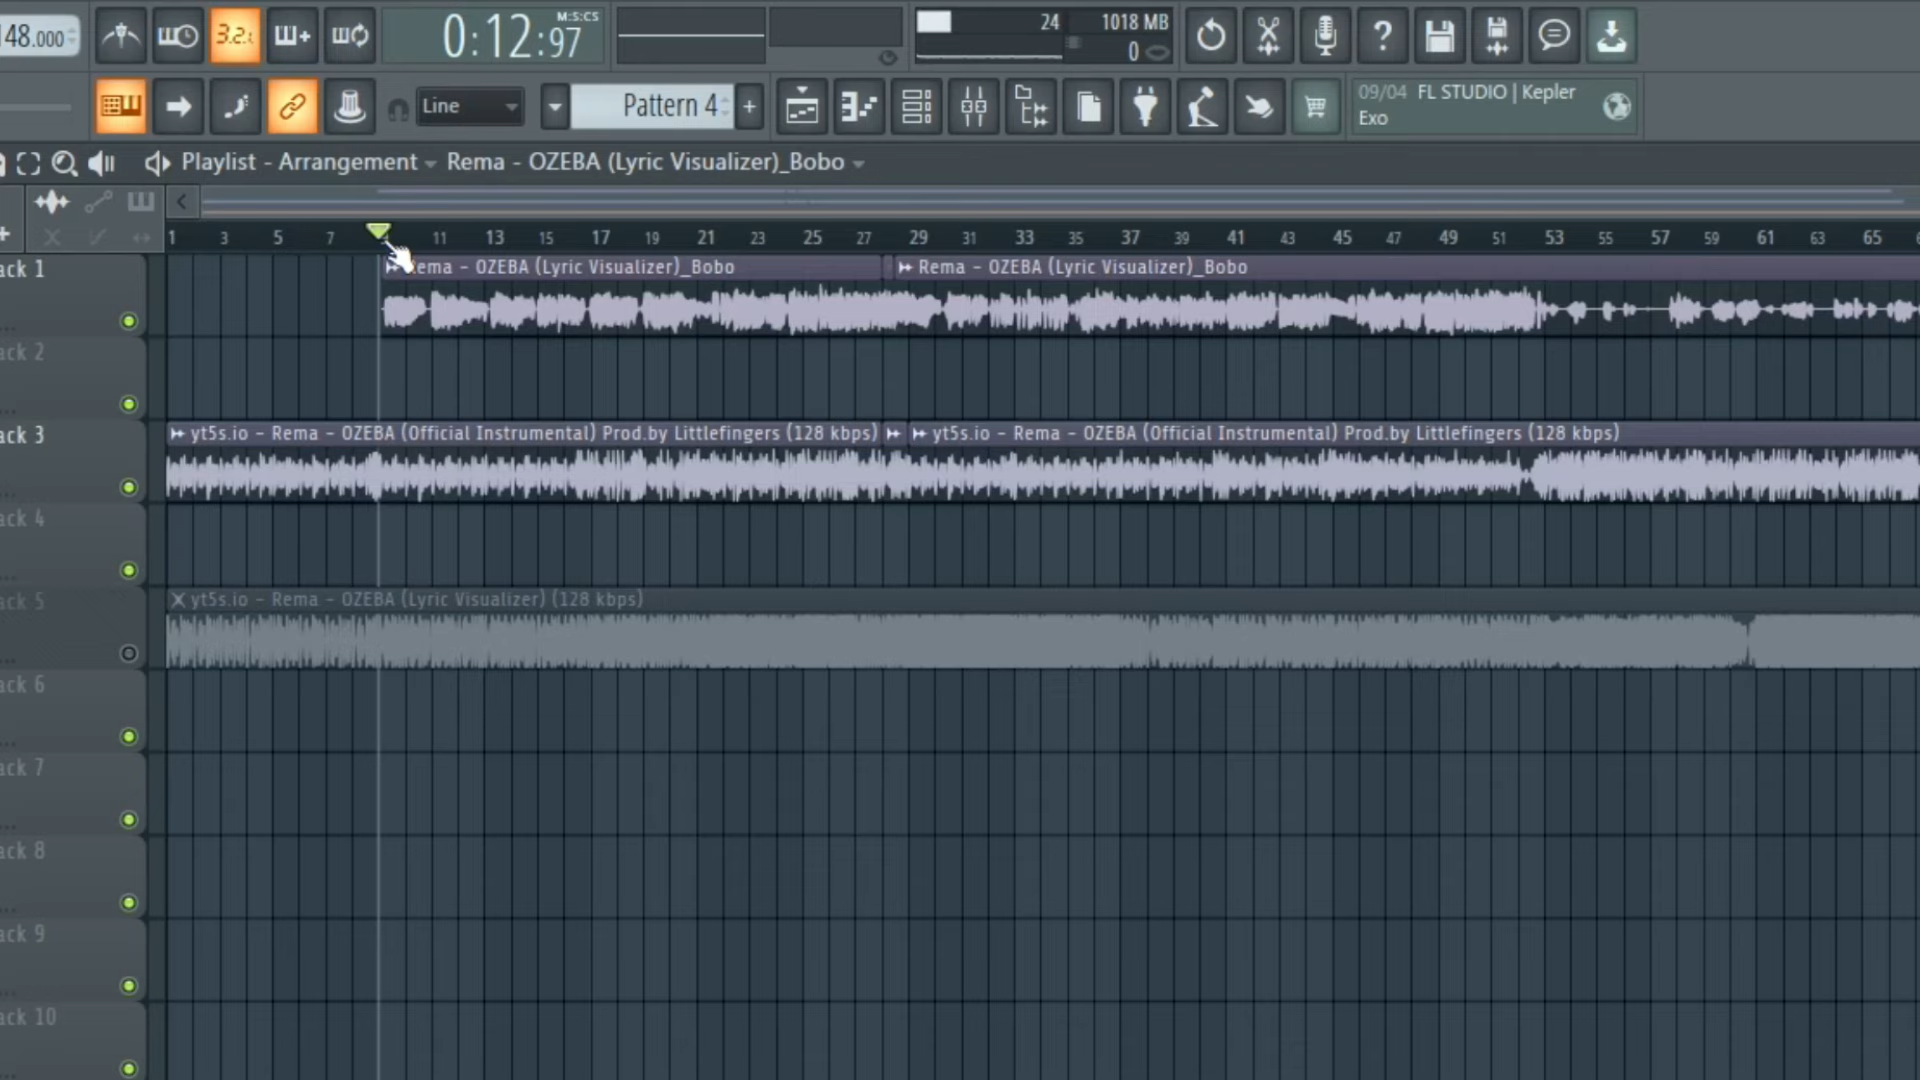 48.000
3.2.:
M:S:CS
0:12:97
24
1018 MB
0
?
Line
Pattern 4
+
09/04 FL STUDIO | Kepler
Exo
Playlist - Arrangement
Rema - OZEBA (Lyric Visualizer)_Bobo
1 3 5 7 11 13 15 17 19 21 23 25 27 29 31 33 35 37 39 41 43 45 47 49 51 53 55 57 59 61 63 65
ack 1
ema - OZEBA (Lyric Visualizer)_Bobo
Rema - OZEBA (Lyric Visualizer)_Bobo
ack 2
ack 3
yt5s.io - Rema - OZEBA (Official Instrumental) Prod.by Littlefingers (128 kbps)
yt5s.io - Rema - OZEBA (Official Instrumental) Prod.by Littlefingers (128 kbps)
ack 4
ack 5
yt5s.io - Rema - OZEBA (Lyric Visualizer) (128 kbps)
ack 6
ack 7
ack 8
ack 9
ack 10